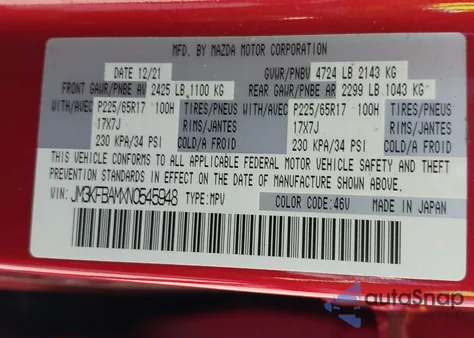 MFD. BY MAZDA MOTOR CORPORATION
DATE 12/21 GVWR/PNBV 4724 LB 2143 KG
FRONT GAWR/PNBE AV 2425 LB 1100 KG REAR GAWR/PNBE AR 2299 LB 1043 KG
WITH/AVEC P225/65R17 100H TIRES/PNEUS WITH/AVEC P225/65R17 100H TIRES/PNEUS
17X7J RIMS/JANTES 17X7J RIMS/JANTES
230 KPA/34 PSI COLD/A FROID 230 KPA/34 PSI COLD/A FROID
THIS VEHICLE CONFORMS TO ALL APPLICABLE FEDERAL MOTOR VEHICLE SAFETY AND THEFT
PREVENTION STANDARDS IN EFFECT ON THE DATE OF MANUFACTURE SHOWN ABOVE.
VIN: JM3KFBAMXN0545948 TYPE: MPV COLOR CODE: 46V MADE IN JAPAN
autoSnap